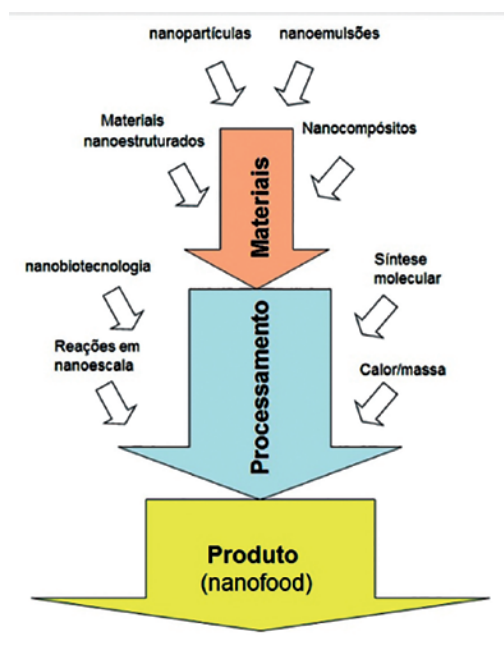 nanopartículas nanoemulsões
Materiais
nanoestruturados
Nanocompósitos
Materiais
nanobiotecnologia
Síntese
molecular
Reações em
nanoescala
Calor/massa
Processamento
Produto
(nanofood)